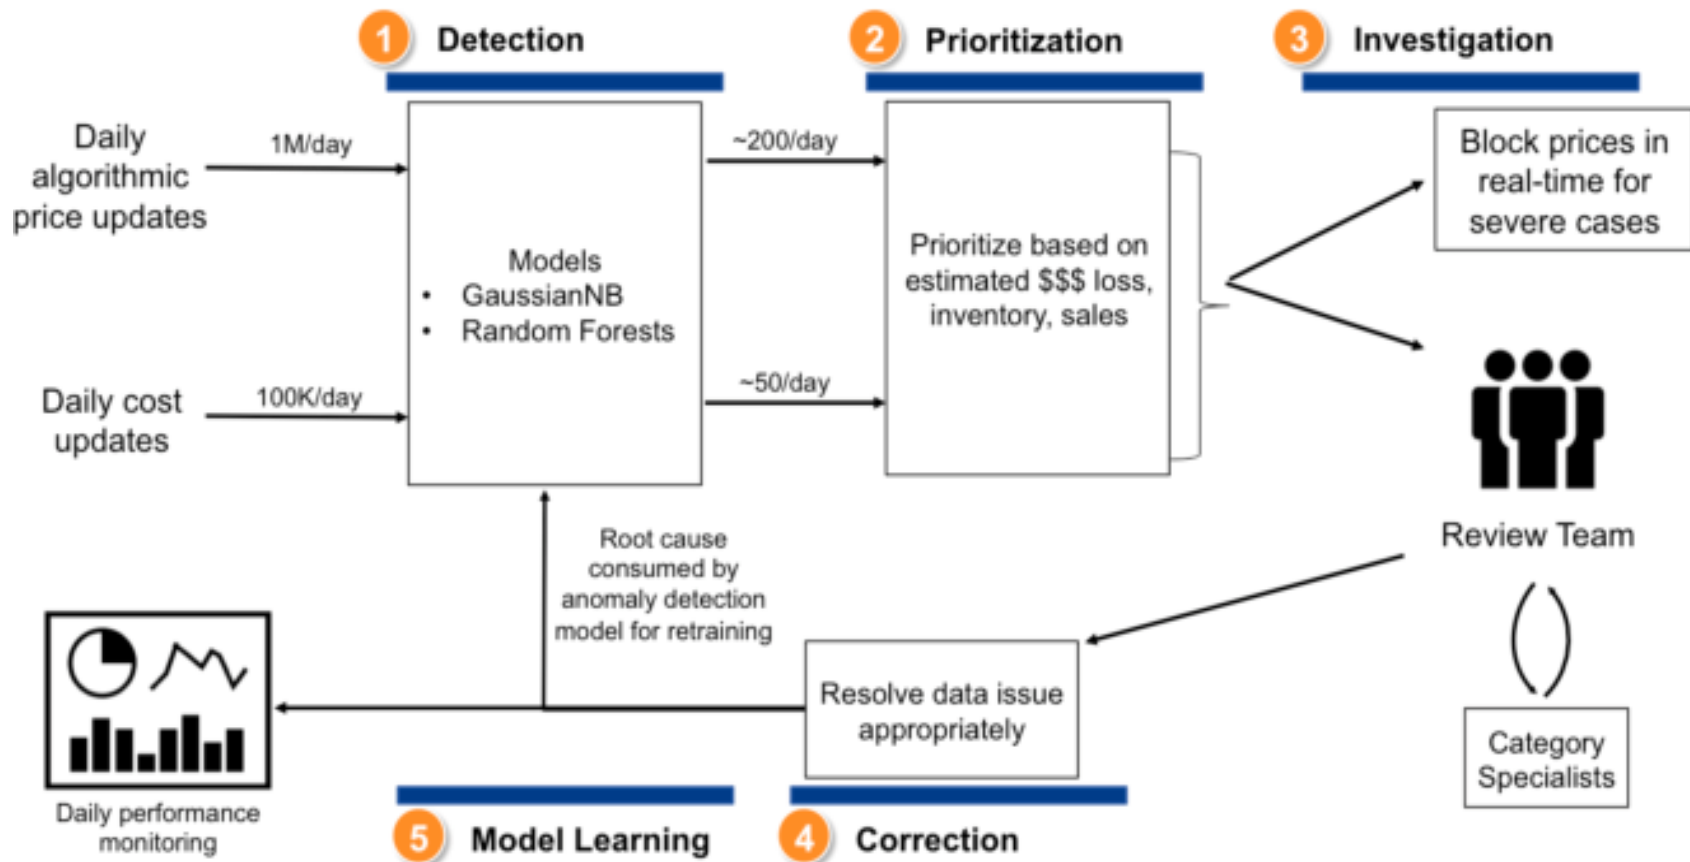 1 Detection
2 Prioritization
3 Investigation
Daily
algorithmic
price updates
1M/day
Daily cost
updates
100K/day
Models
• GaussianNB
• Random Forests
~200/day
~50/day
Prioritize based on
estimated $$$ loss,
inventory, sales
Block prices in
real-time for
severe cases
Review Team
Category
Specialists
Resolve data issue
appropriately
Root cause
consumed by
anomaly detection
model for retraining
Daily performance
monitoring
5 Model Learning
4 Correction